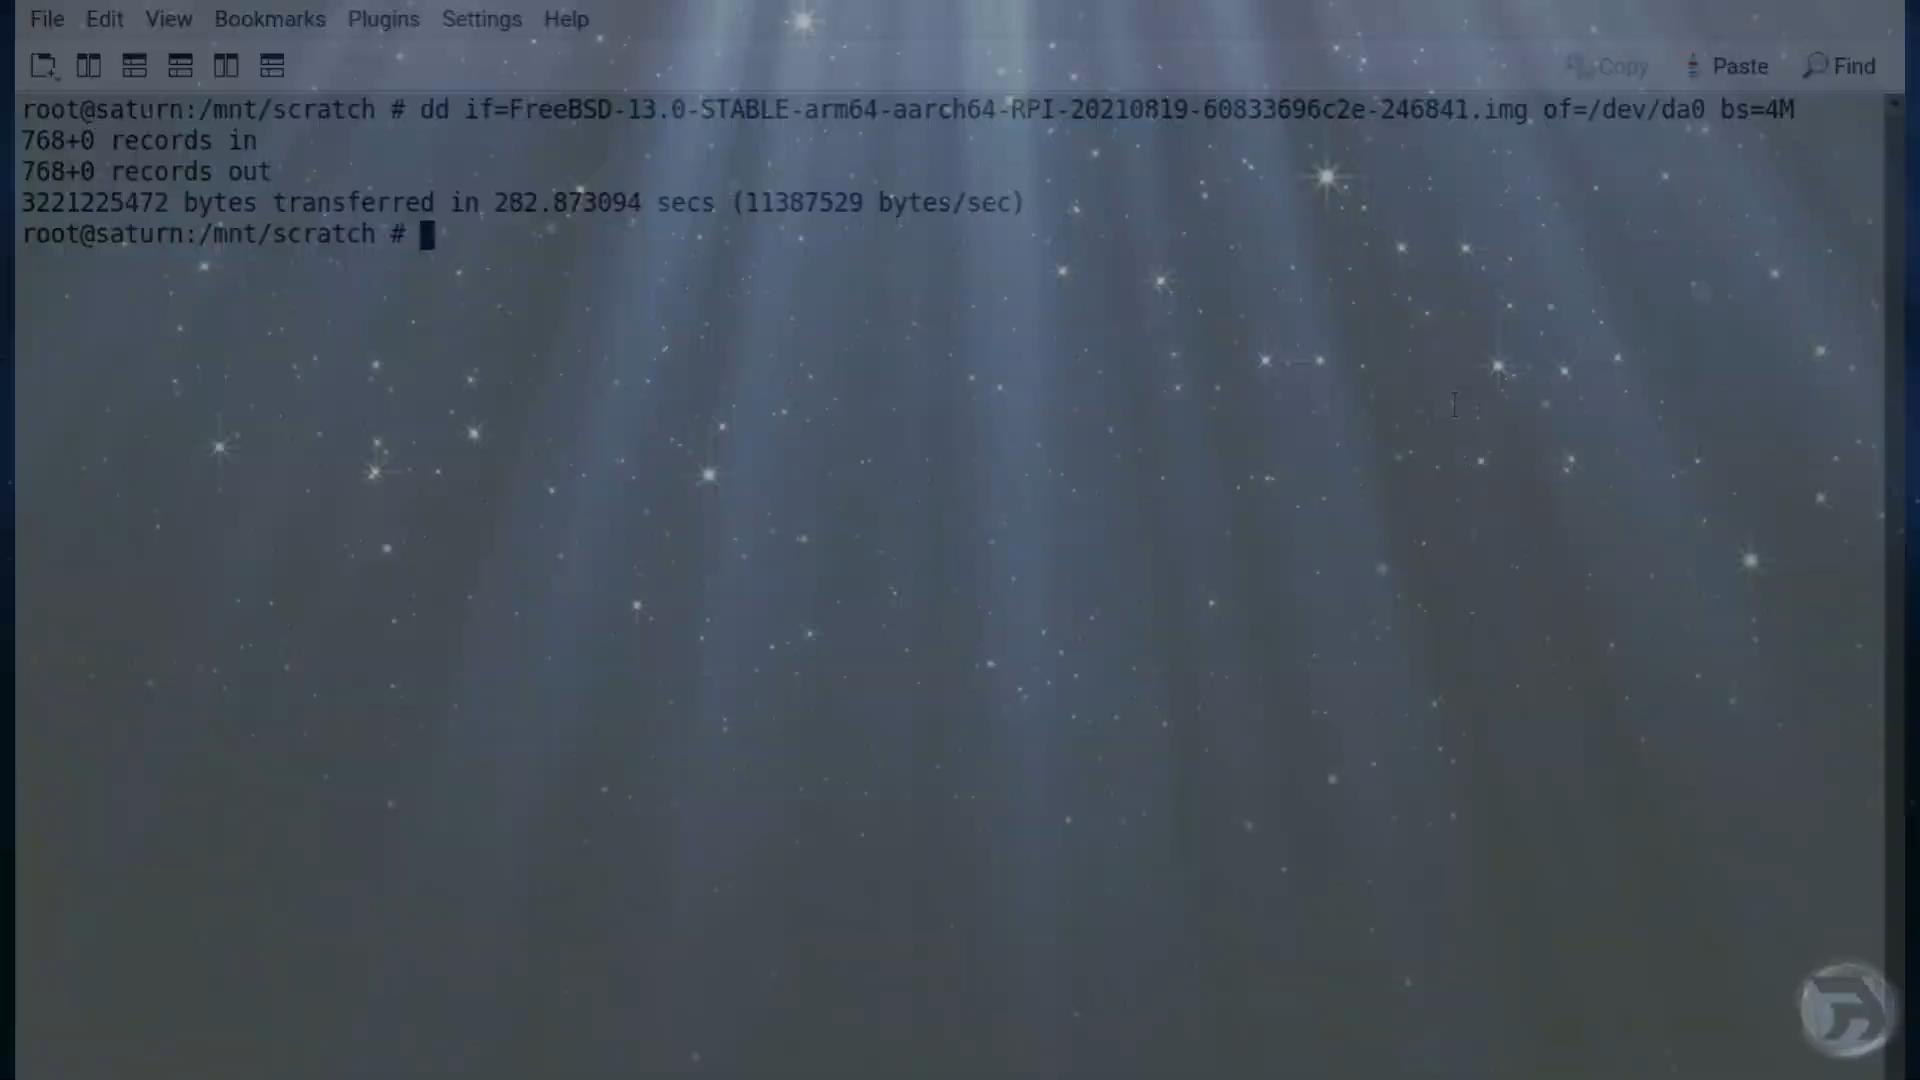 File Edit View Bookmarks Plugins Settings Help
Copy Paste Find
root@saturn:/mnt/scratch # dd if=FreeBSD-13.0-STABLE-arm64-aarch64-RPI-20210819-60833696c2e-246841.img of=/dev/da0 bs=4M
768+0 records in
768+0 records out
3221225472 bytes transferred in 282.873094 secs (11387529 bytes/sec)
root@saturn:/mnt/scratch #